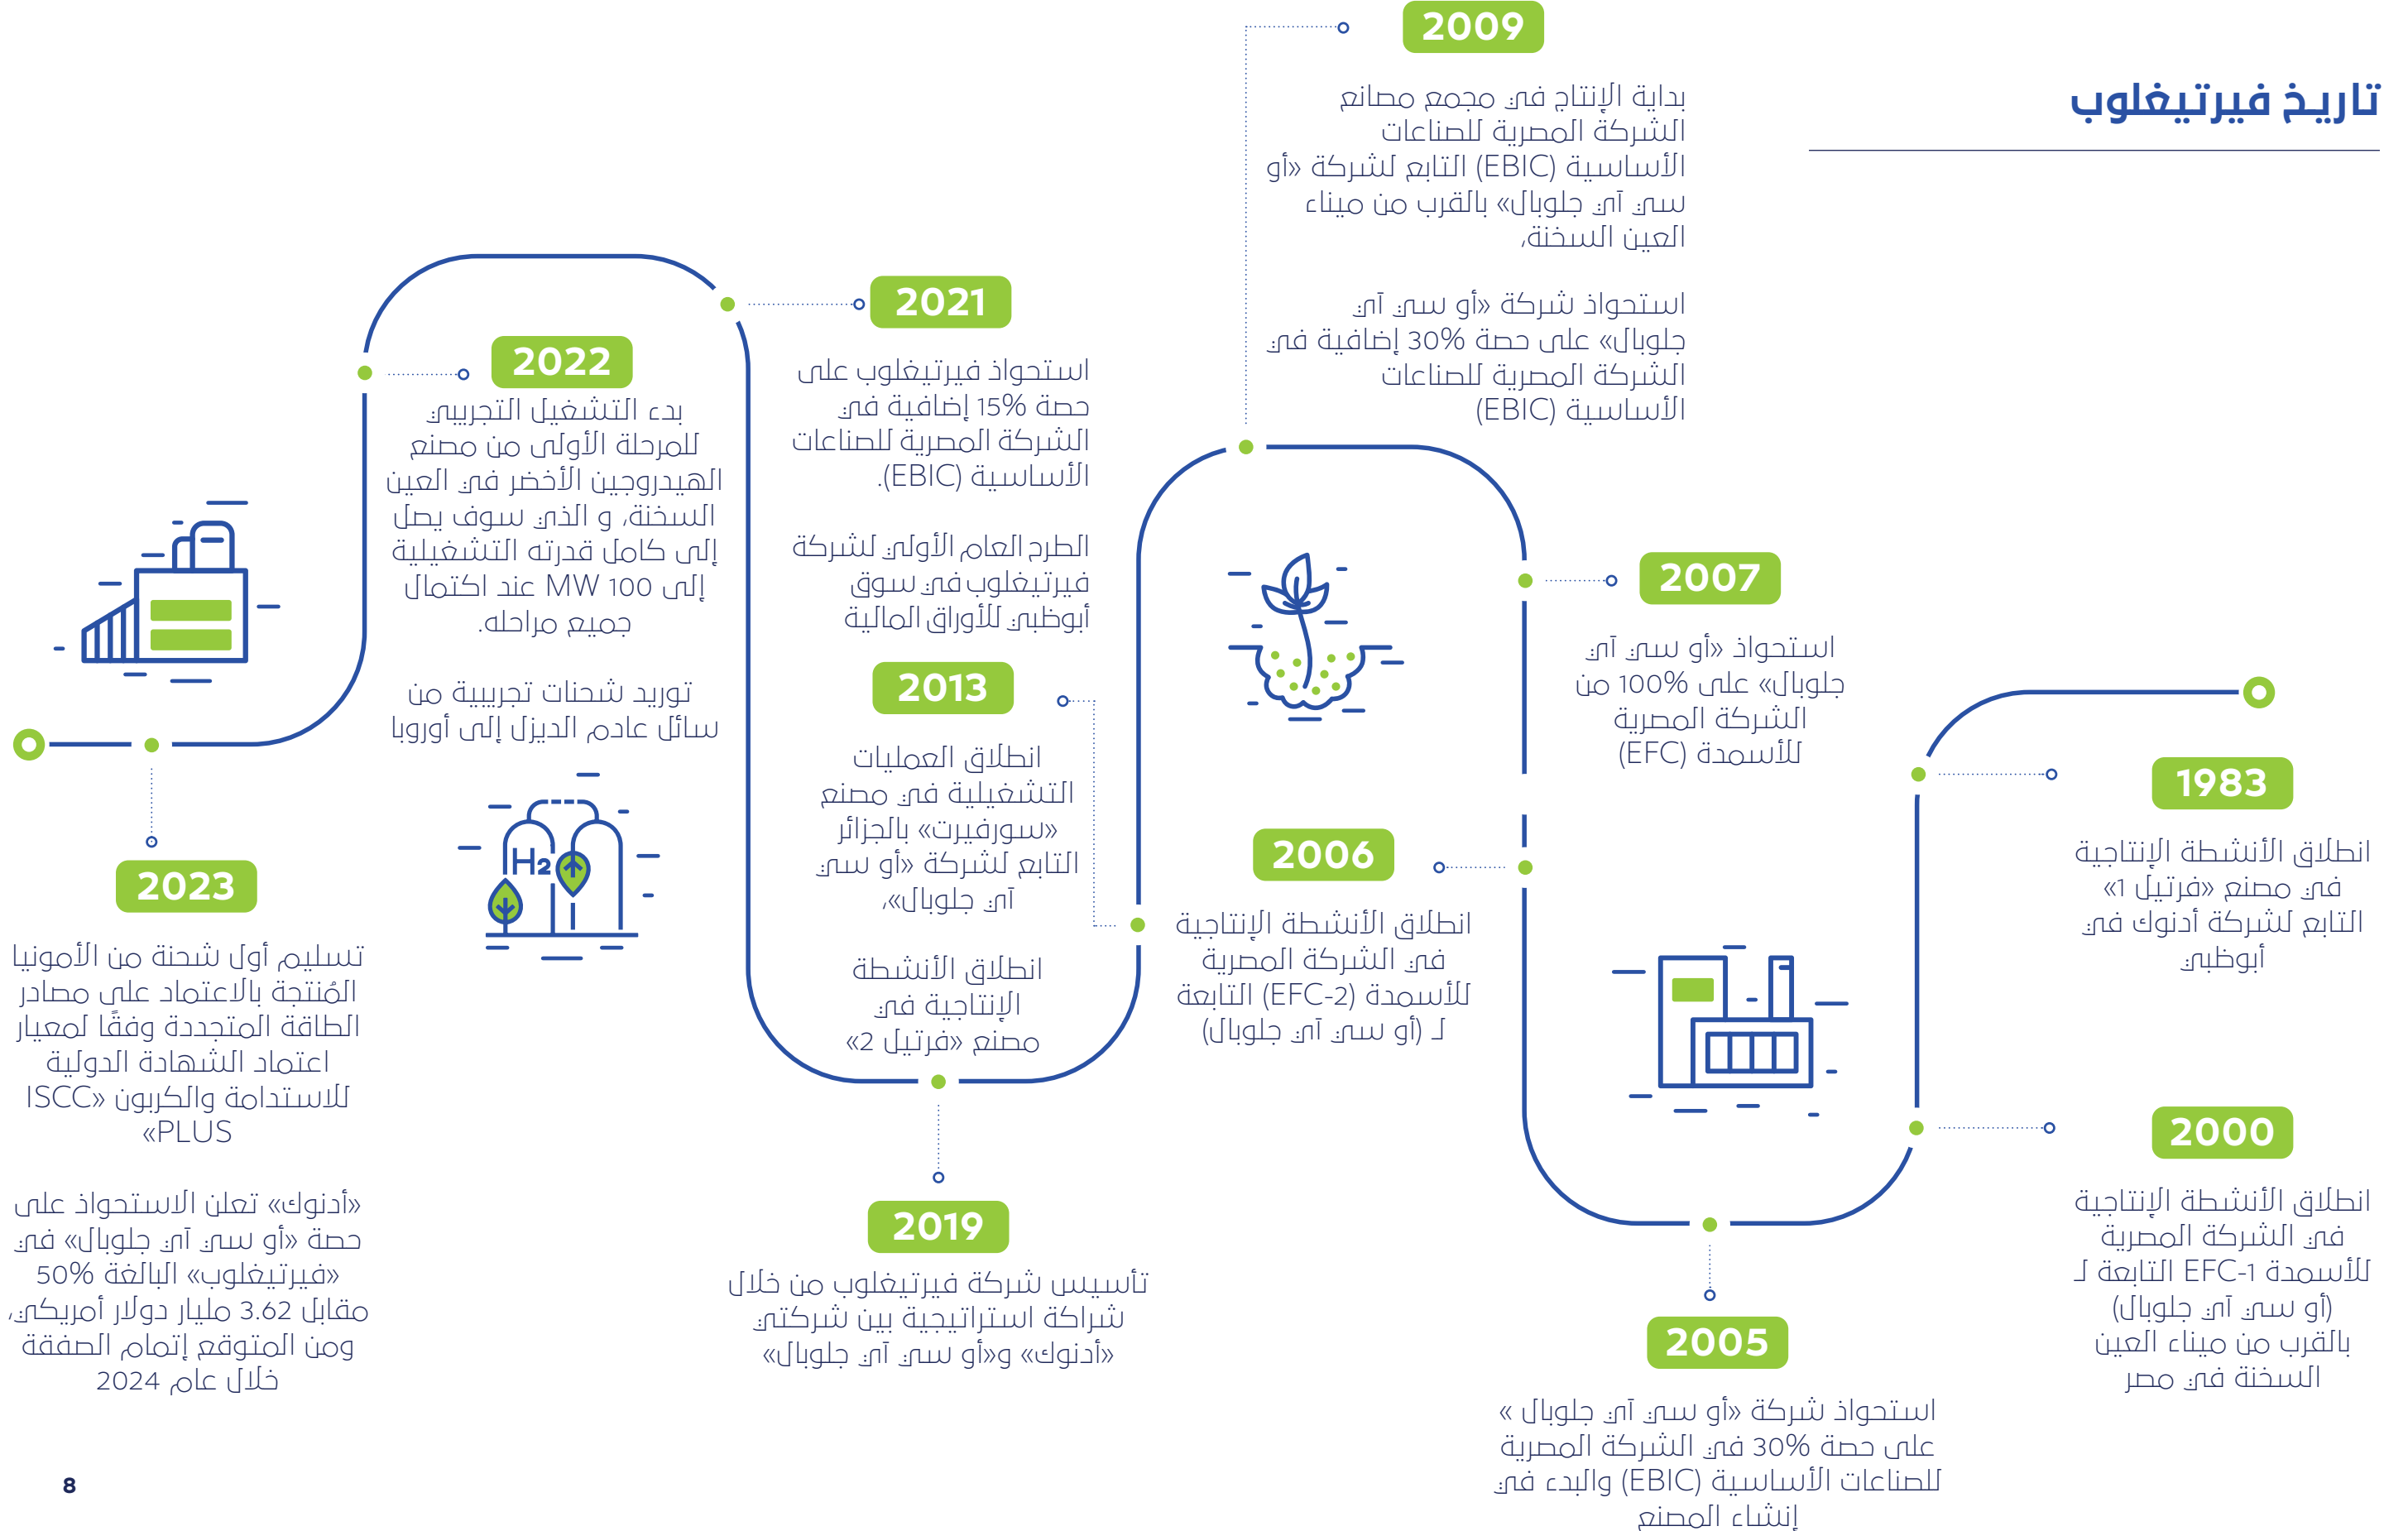 تاريخ فيرتيغلوب
1983
انطلاق الأنشطة الإنتاجية
في مصنع «فرتيل 1»
التابع لشركة أدنوك في
أبوظبي
2000
انطلاق الأنشطة الإنتاجية
في الشركة المصرية
للأسمدة EFC-1 التابعة لـ
(أو سي آي جلوبال)
بالقرب من ميناء العين
السخنة في مصر
2005
استحواذ شركة «أو سي آي جلوبال »
على حصة 30% في الشركة المصرية
للصناعات الأساسية (EBIC) والبدء في
إنشاء المصنع
2006
انطلاق الأنشطة الإنتاجية
في الشركة المصرية
للأسمدة (EFC-2) التابعة
لـ (أو سي آي جلوبال)
2007
استحواذ «أو سي آي
جلوبال» على 100% من
الشركة المصرية
للأسمدة (EFC)
2009
بداية الإنتاج في مجمع مصانع
الشركة المصرية للصناعات
الأساسية (EBIC) التابع لشركة «أو
سي آي جلوبال» بالقرب من ميناء
العين السخنة،
استحواذ شركة «أو سي آي
جلوبال» على حصة 30% إضافية في
الشركة المصرية للصناعات
الأساسية (EBIC)
2013
انطلاق العمليات
التشغيلية في مصنع
«سورفيرت» بالجزائر
التابع لشركة «أو سي
آي جلوبال»،
انطلاق الأنشطة
الإنتاجية في
مصنع «فرتيل 2»
2019
تأسيس شركة فيرتيغلوب من خلال
شراكة استراتيجية بين شركتي
«أدنوك» و«أو سي آي جلوبال»
2021
استحواذ فيرتيغلوب على
حصة 15% إضافية في
الشركة المصرية للصناعات
الأساسية (EBIC).
الطرح العام الأولي لشركة
فيرتيغلوب في سوق
أبوظبي للأوراق المالية
2022
بدء التشغيل التجريبي
للمرحلة الأولى من مصنع
الهيدروجين الأخضر في العين
السخنة، و الذي سوف يصل
إلى كامل قدرته التشغيلية
إلى 100 MW عند اكتمال
جميع مراحله.
توريد شحنات تجريبية من
سائل عادم الديزل إلى أوروبا
H2
2023
تسليم أول شحنة من الأمونيا
المُنتجة بالاعتماد على مصادر
الطاقة المتجددة وفقًا لمعيار
اعتماد الشهادة الدولية
للاستدامة والكربون «ISCC
PLUS»
«أدنوك» تعلن الاستحواذ على
حصة «أو سي آي جلوبال» في
«فيرتيغلوب» البالغة 50%
مقابل 3.62 مليار دولار أمريكي،
ومن المتوقع إتمام الصفقة
خلال عام 2024
8